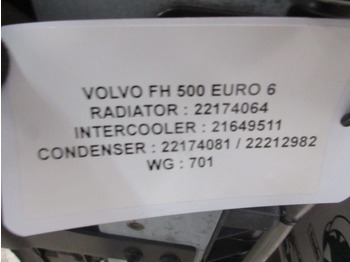 VOLVO FH 500 EURO 6
RADIATOR : 22174064
INTERCOOLER : 21649511
CONDENSER : 22174081 / 22212982
WG : 701